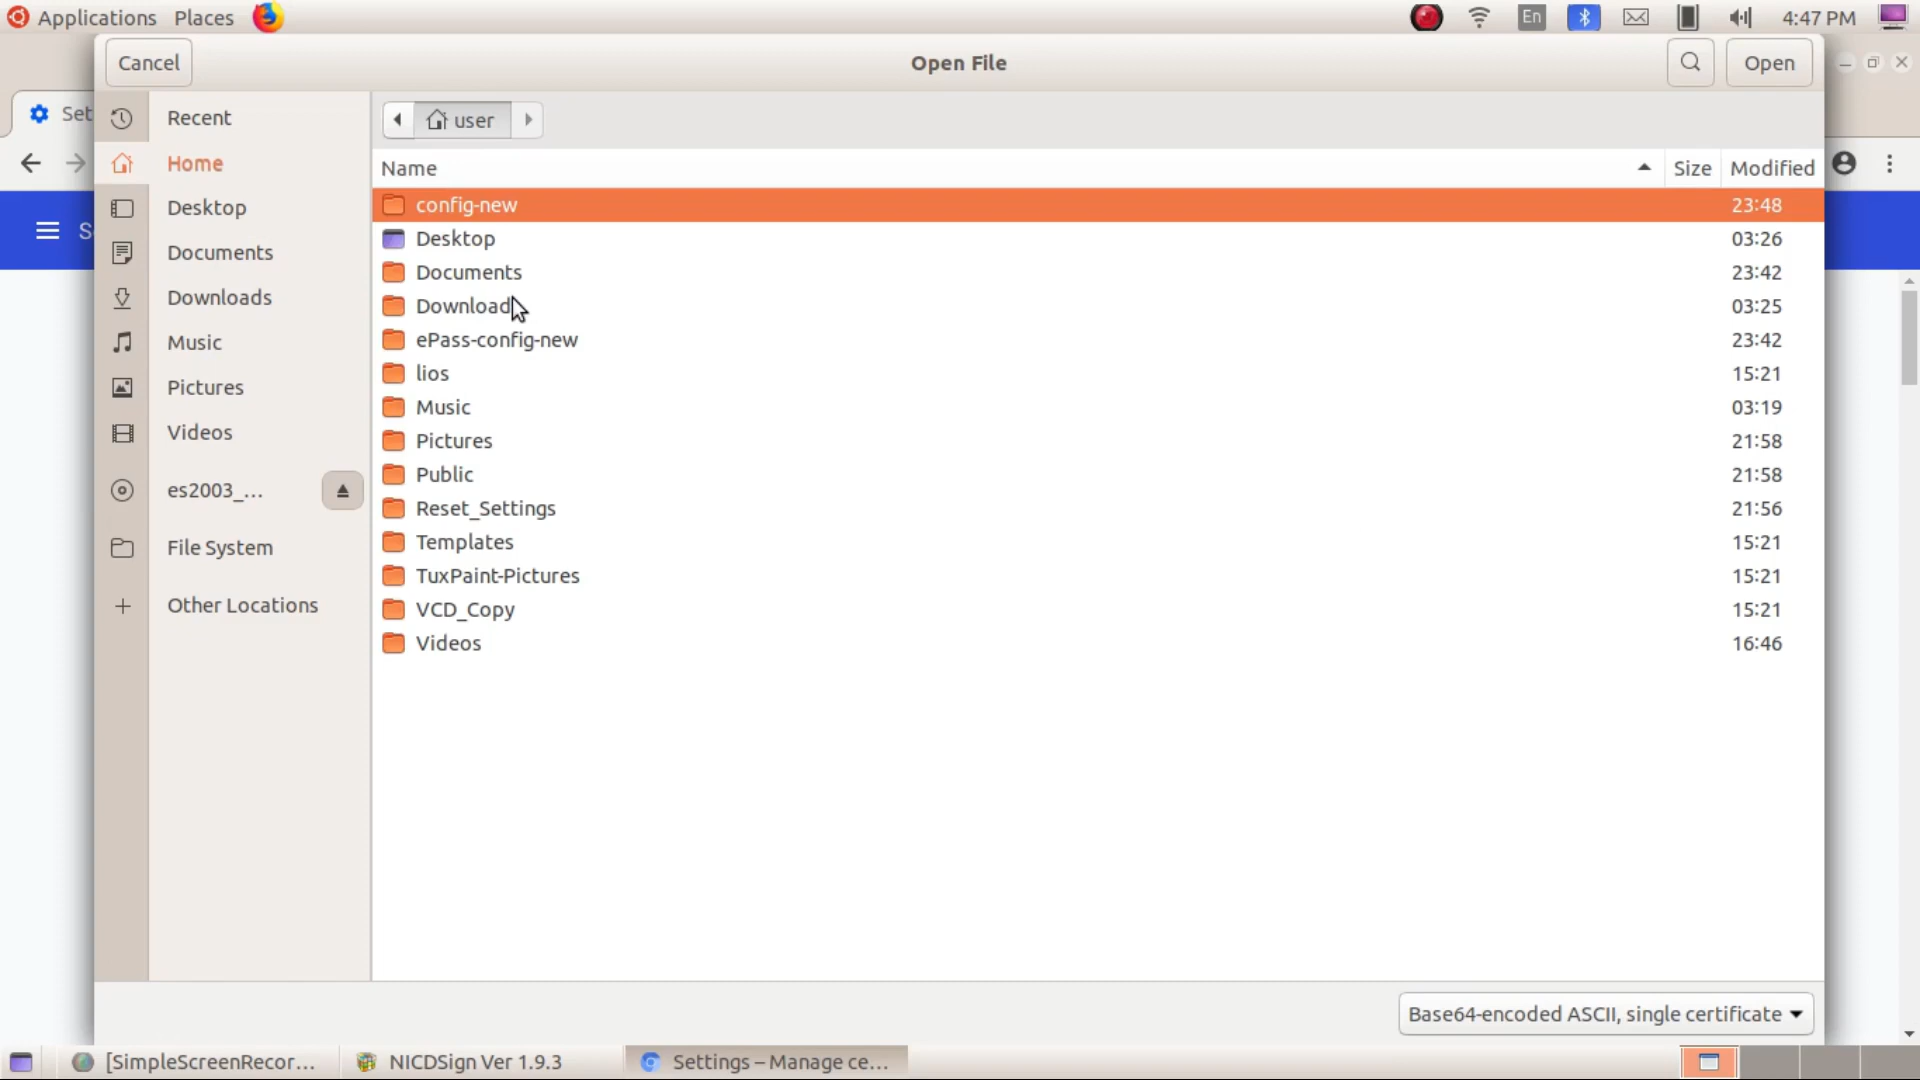 Applications Places En 4:47 PM
Cancel Open File Open
Set
S
Recent
Home
Desktop
Documents
Downloads
Music
Pictures
Videos
es2003_...
File System
Other Locations
user
Name Size Modified
config-new 23:48
Desktop 03:26
Documents 23:42
Download 03:25
ePass-config-new 23:42
lios 15:21
Music 03:19
Pictures 21:58
Public 21:58
Reset_Settings 21:56
Templates 15:21
TuxPaint-Pictures 15:21
VCD_Copy 15:21
Videos 16:46
Base64-encoded ASCII, single certificate
[SimpleScreenRecor... NICDSign Ver 1.9.3 Settings – Manage ce...